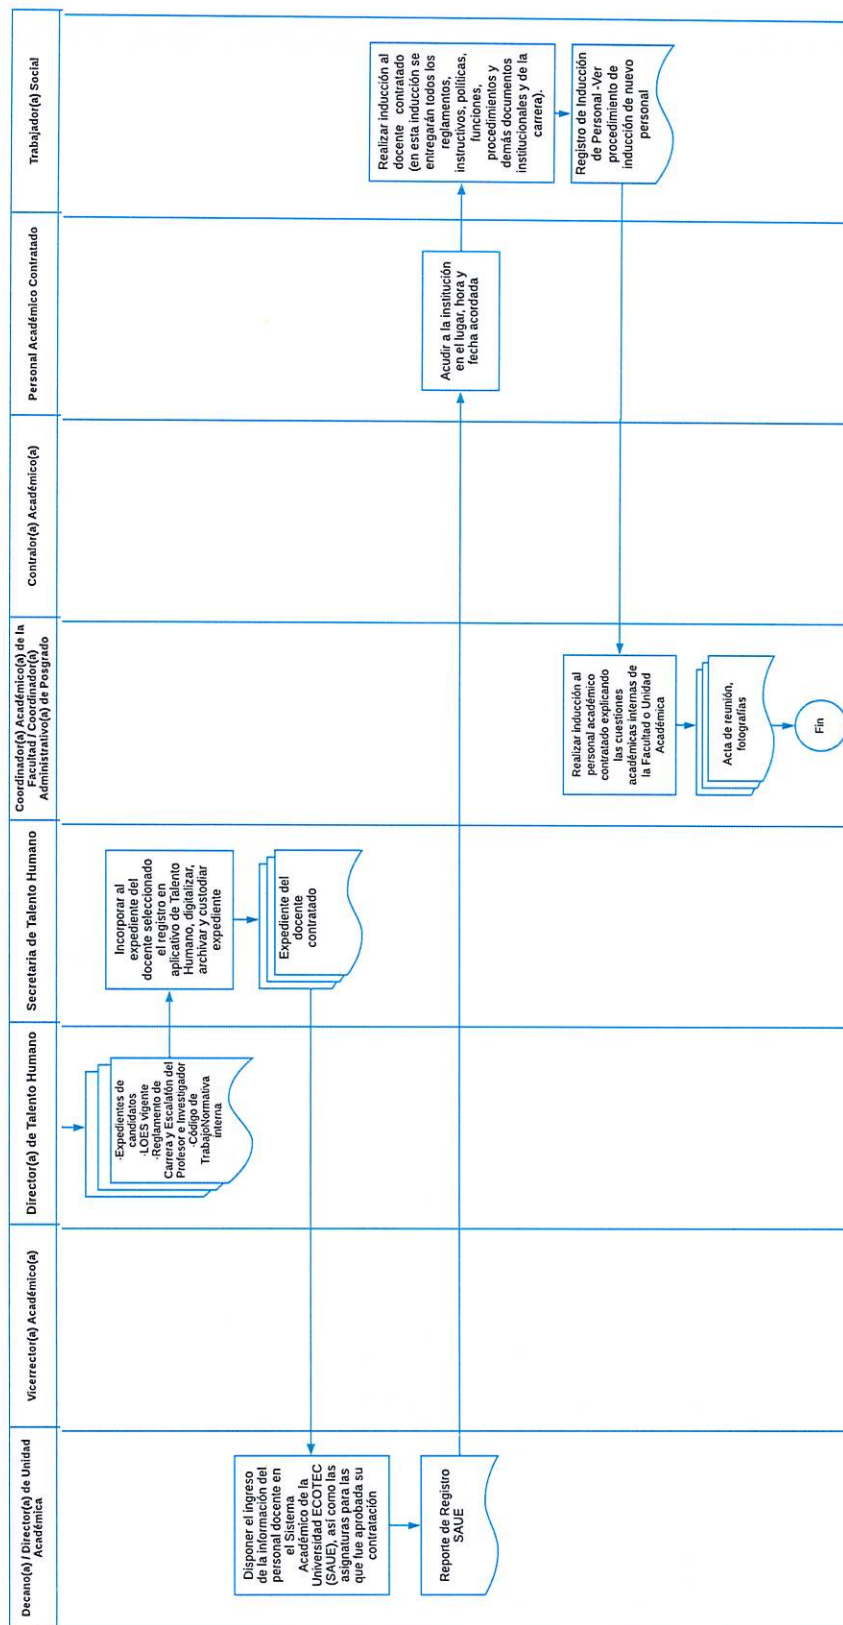 Decano(a) / Director(a) de Unidad
Académica
Vicerrector(a) Académico(a)
Director(a) de Talento Humano
Secretaria de Talento Humano
Coordinador(a) Académico(a) de la
Facultad / Coordinador(a)
Administrativo(a) de Posgrado
Contralor(a) Académico(a)
Personal Académico Contratado
Trabajador(a) Social
·Expedientes de
candidatos
·LOES vigente
·Reglamento de
Carrera y Escalafón del
Profesor e Investigador
·Código de
TrabajoNormativa
interna
Incorporar al
expediente del
docente seleccionado
el registro en
aplicativo de Talento
Humano, digitalizar,
archivar y custodiar
expediente
Expediente del
docente
contratado
Disponer el ingreso
de la información del
personal docente en
el Sistema
Académico de la
Universidad ECOTEC
(SAUE), así como las
asignaturas para las
que fue aprobada su
contratación
Reporte de Registro
SAUE
Acudir a la institución
en el lugar, hora y
fecha acordada
Realizar inducción al
docente contratado
(en esta inducción se
entregarán todos los
reglamentos,
instructivos, políticas,
funciones,
procedimientos y
demás documentos
institucionales y de la
carrera).
Registro de Inducción
de Personal -Ver
procedimiento de
inducción de nuevo
personal
Realizar inducción al
personal académico
contratado explicando
las cuestiones
académicas internas de
la Facultad o Unidad
Académica
Acta de reunión,
fotografías
Fin